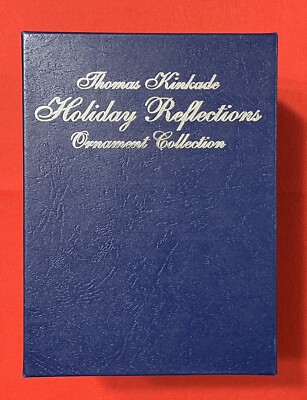 Thomas Kinkade
Holiday Reflections
Ornament Collection